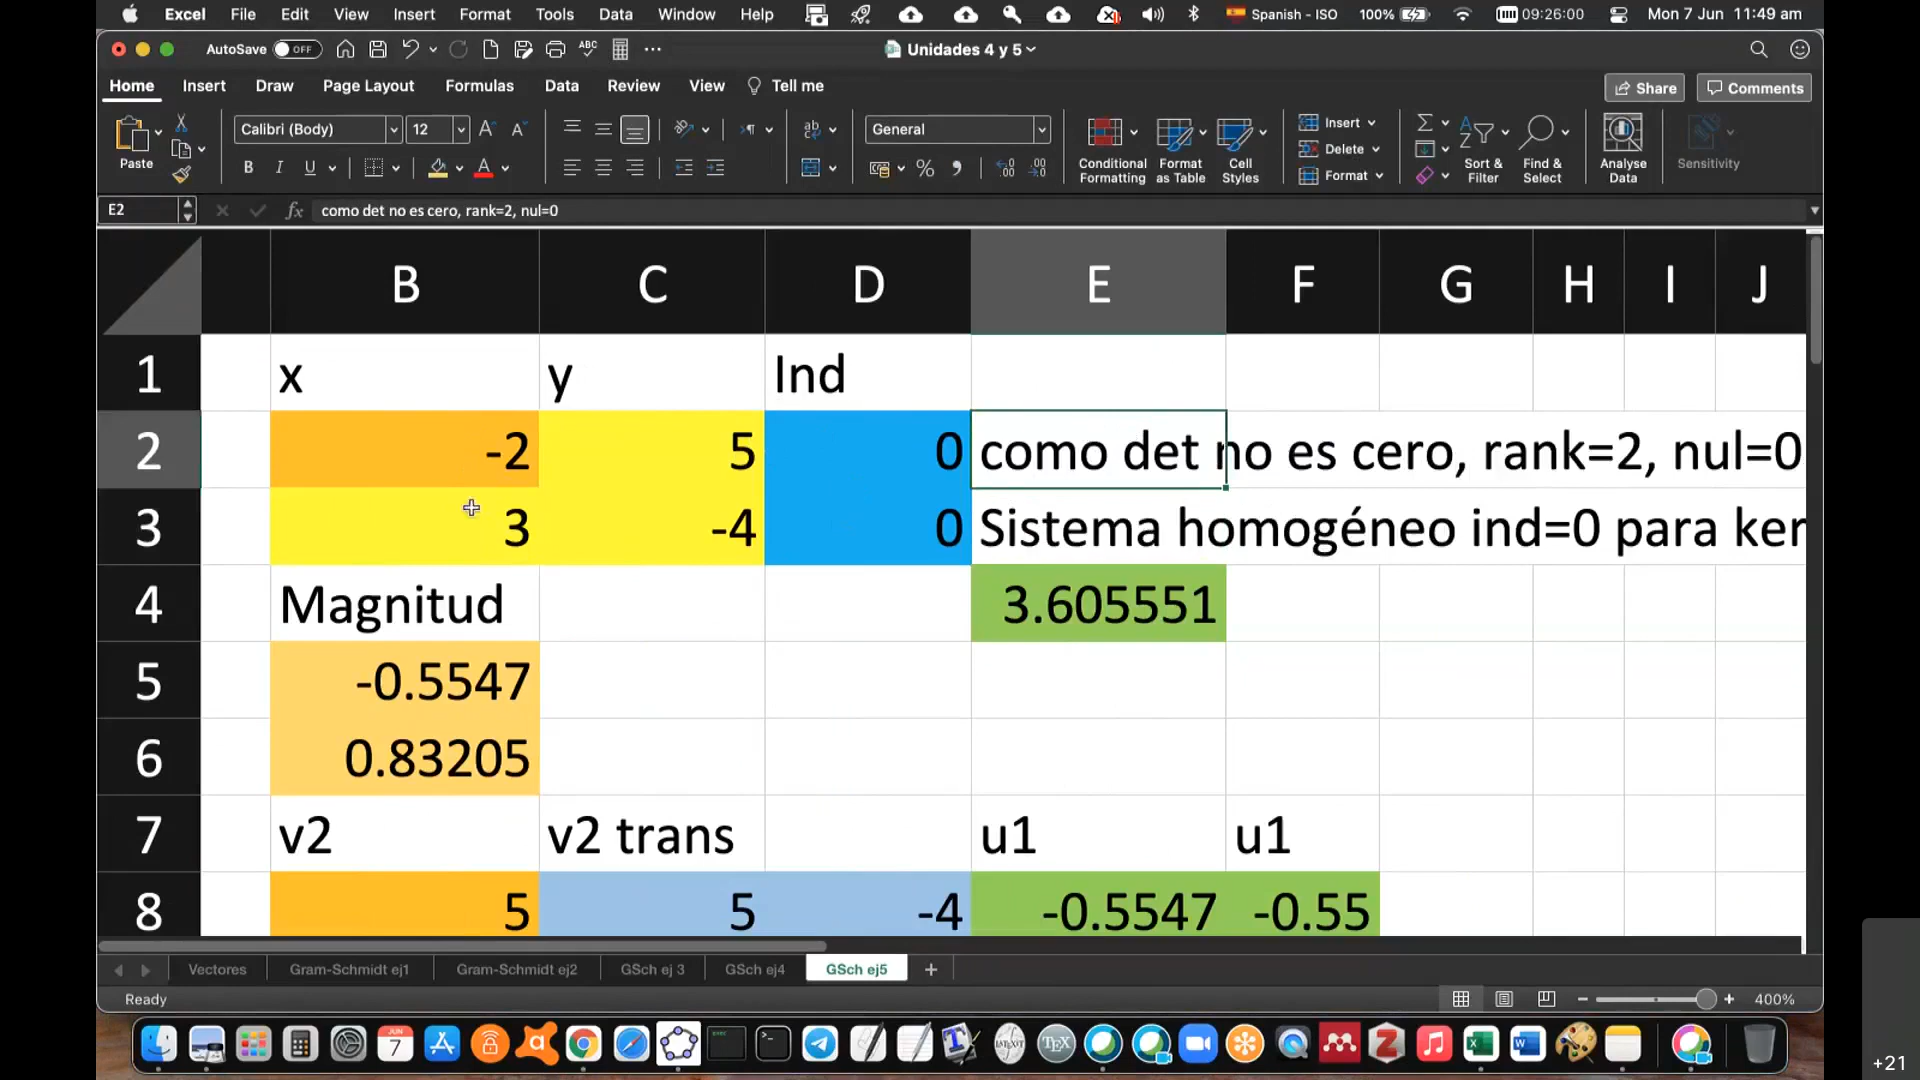 Excel File Edit View Insert Format Tools Data Window Help Spanish - ISO 100% 09:26:00 Mon 7 Jun 11:49 am
AutoSave OFF ABC ... Unidades 4 y 5
Home Insert Draw Page Layout Formulas Data Review View Tell me Share Comments
Calibri (Body) 12 General Insert
Paste B I U Conditional Formatting Format as Table Cell Styles Delete Format Sort & Filter Find & Select Analyse Data Sensitivity
E2 fx como det no es cero, rank=2, nul=0
B C D E F G H I J
1 x y Ind
2 -2 5 0 como det no es cero, rank=2, nul=0
3 3 -4 0 Sistema homogéneo ind=0 para ker
4 Magnitud 3.605551
5 -0.5547
6 0.83205
7 v2 v2 trans u1 u1
8 5 5 -4 -0.5547 -0.55
Vectores Gram-Schmidt ej1 Gram-Schmidt ej2 GSch ej 3 GSch ej4 GSch ej5
Ready 400%
JUN 7
+21